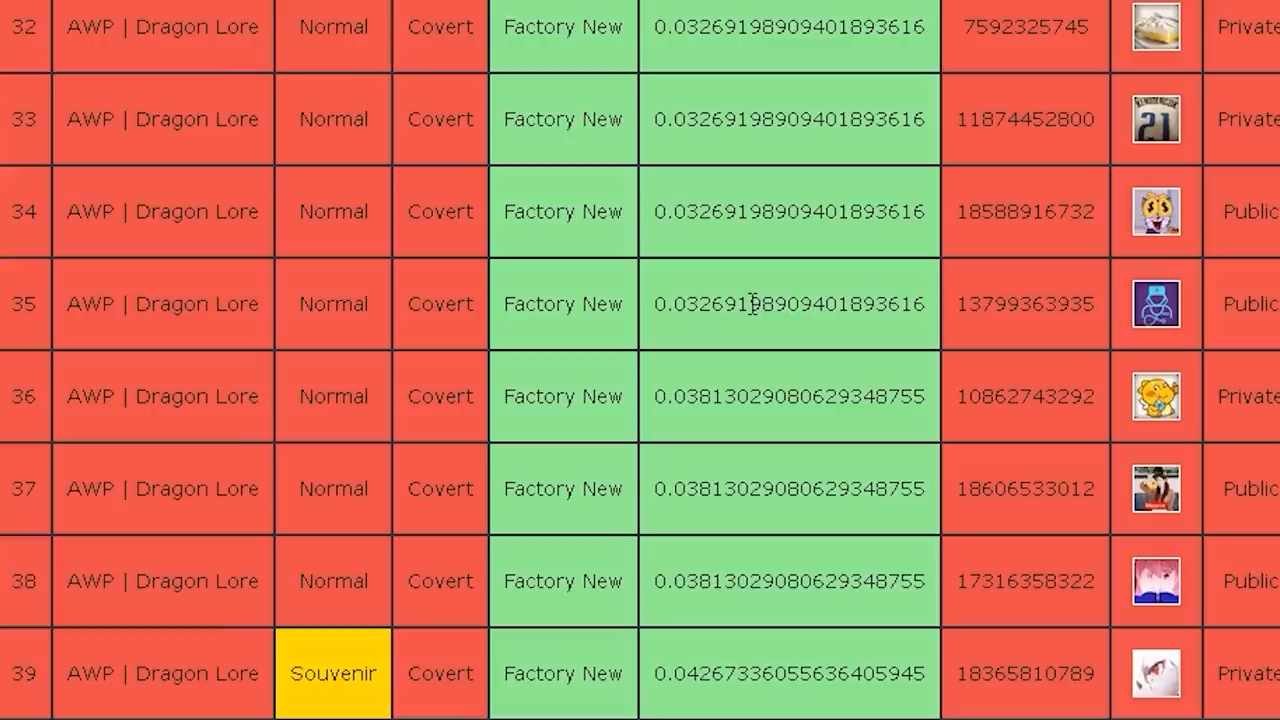 32 AWP | Dragon Lore Normal Covert Factory New 0.03269198909401893616 7592325745 Private
33 AWP | Dragon Lore Normal Covert Factory New 0.03269198909401893616 11874452800 21 Private
34 AWP | Dragon Lore Normal Covert Factory New 0.03269198909401893616 18588916732 Public
35 AWP | Dragon Lore Normal Covert Factory New 0.03269198909401893616 13799363935 Public
36 AWP | Dragon Lore Normal Covert Factory New 0.03813029080629348755 10862743292 Private
37 AWP | Dragon Lore Normal Covert Factory New 0.03813029080629348755 18606533012 Public
38 AWP | Dragon Lore Normal Covert Factory New 0.03813029080629348755 17316358322 Public
39 AWP | Dragon Lore Souvenir Covert Factory New 0.04267336055636405945 18365810789 Private